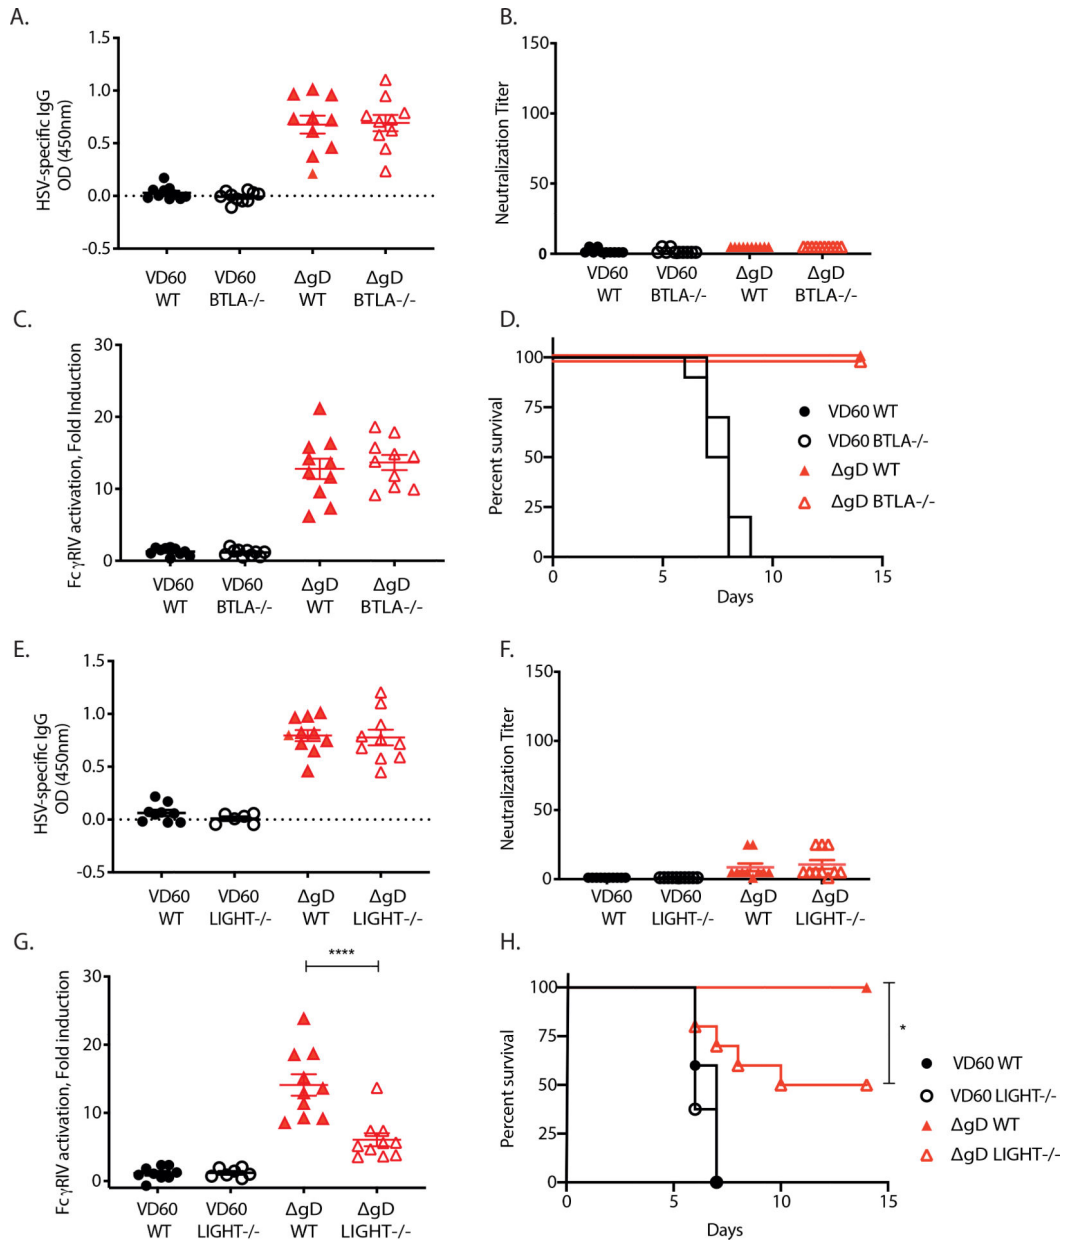 A.
HSV-specific IgG
OD (450nm)
1.5
1.0
0.5
0.0
-0.5
VD60
WT
VD60
BTLA-/-
ΔgD
WT
ΔgD
BTLA-/-
B.
Neutralization Titer
150
100
50
0
VD60
WT
VD60
BTLA-/-
ΔgD
WT
ΔgD
BTLA-/-
C.
FcγRIV activation, Fold Induction
30
20
10
0
VD60
WT
VD60
BTLA-/-
ΔgD
WT
ΔgD
BTLA-/-
D.
Percent survival
100
75
50
25
0
0
5
10
15
Days
VD60 WT
VD60 BTLA-/-
ΔgD WT
ΔgD BTLA-/-
E.
HSV-specific IgG
OD (450nm)
1.5
1.0
0.5
0.0
-0.5
VD60
WT
VD60
LIGHT-/-
ΔgD
WT
ΔgD
LIGHT-/-
F.
Neutralization Titer
150
100
50
0
VD60
WT
VD60
LIGHT-/-
ΔgD
WT
ΔgD
LIGHT-/-
G.
FcγRIV activation, Fold induction
30
20
10
0
****
VD60
WT
VD60
LIGHT-/-
ΔgD
WT
ΔgD
LIGHT-/-
H.
Percent survival
100
75
50
25
0
0
5
10
15
Days
*
VD60 WT
VD60 LIGHT-/-
ΔgD WT
ΔgD LIGHT-/-